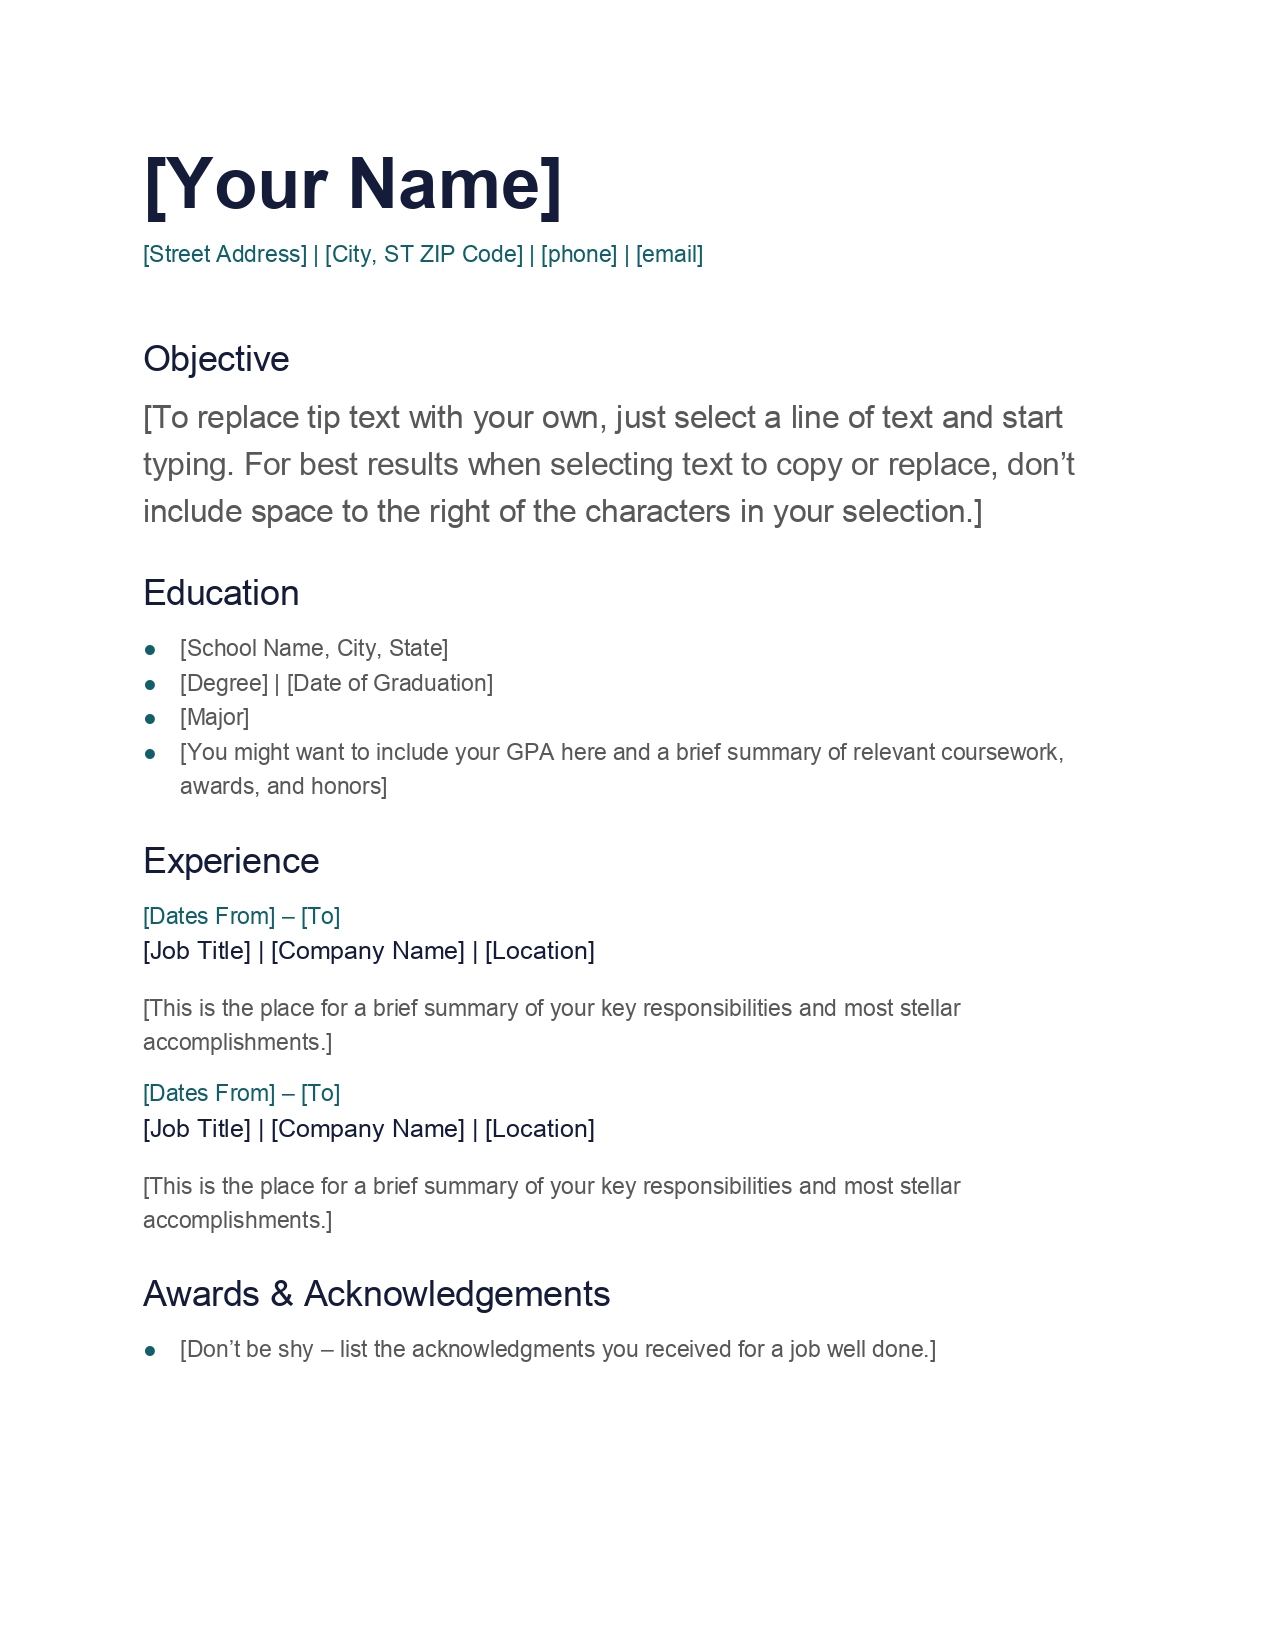 [Your Name]
[Street Address] | [City, ST ZIP Code] | [phone] | [email]
Objective
[To replace tip text with your own, just select a line of text and start
typing. For best results when selecting text to copy or replace, don’t
include space to the right of the characters in your selection.]
Education
● [School Name, City, State]
● [Degree] | [Date of Graduation]
● [Major]
● [You might want to include your GPA here and a brief summary of relevant coursework,
awards, and honors]
Experience
[Dates From] – [To]
[Job Title] | [Company Name] | [Location]
[This is the place for a brief summary of your key responsibilities and most stellar
accomplishments.]
[Dates From] – [To]
[Job Title] | [Company Name] | [Location]
[This is the place for a brief summary of your key responsibilities and most stellar
accomplishments.]
Awards & Acknowledgements
● [Don’t be shy – list the acknowledgments you received for a job well done.]